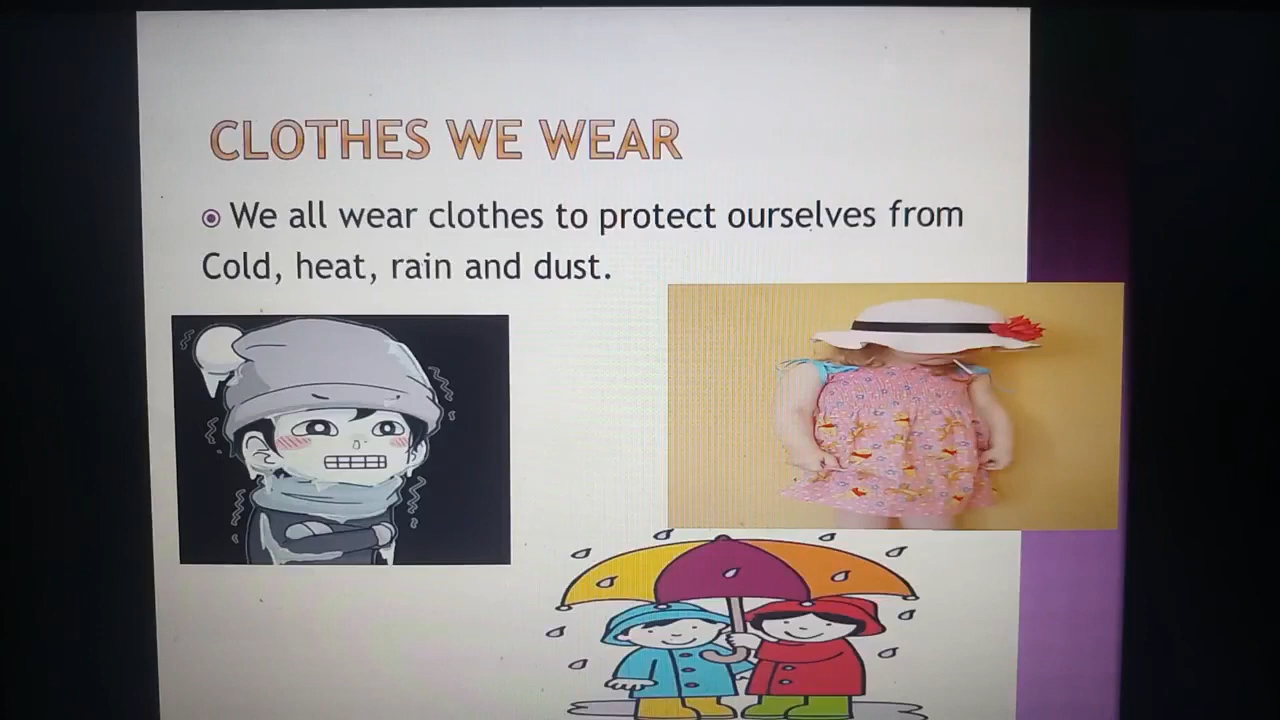 CLOTHES WE WEAR
We all wear clothes to protect ourselves from
Cold, heat, rain and dust.